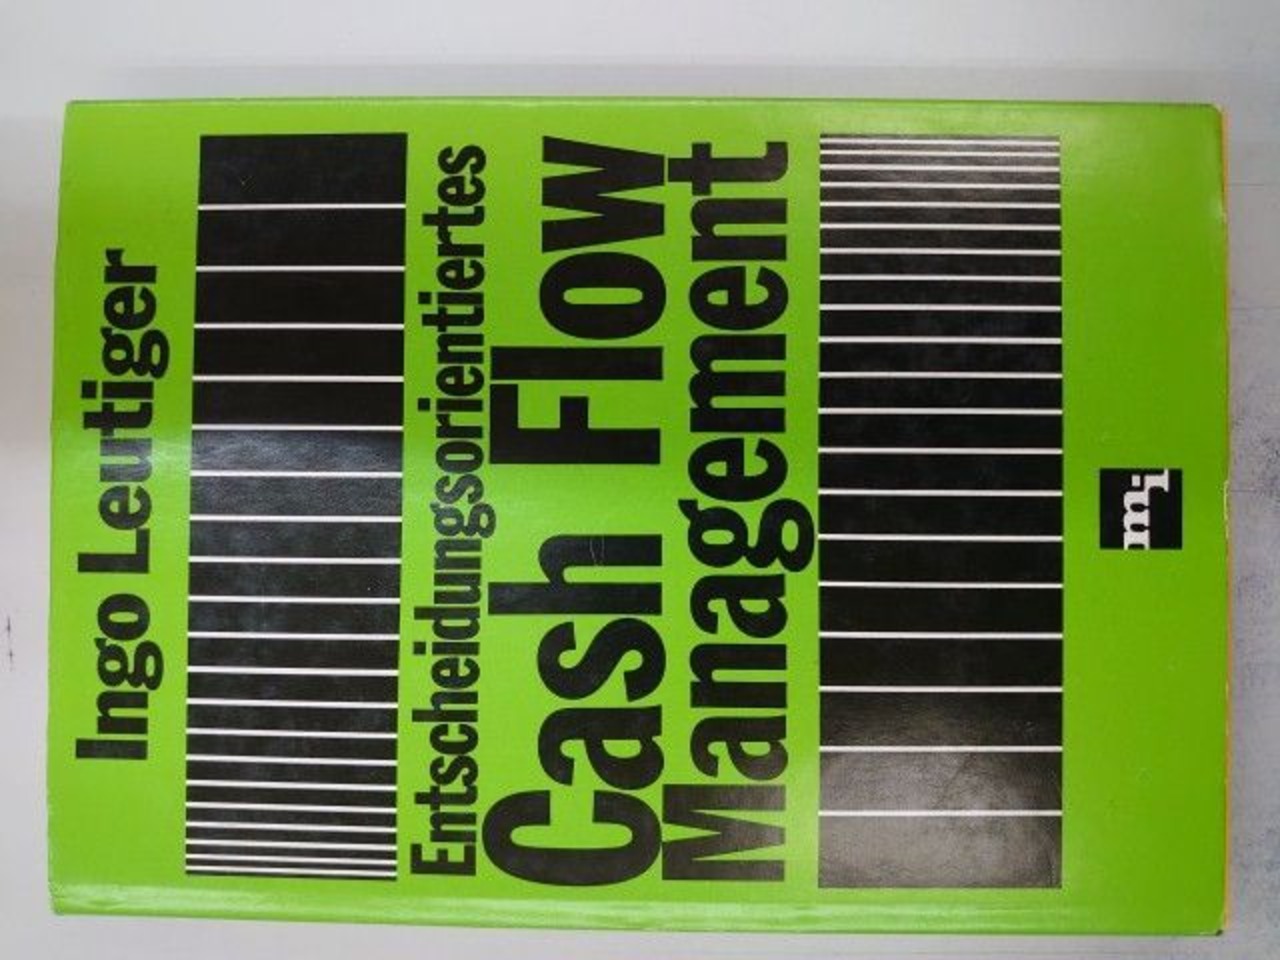 Ingo Leutiger
Entscheidungsorientiertes
Cash Flow
Management
mi